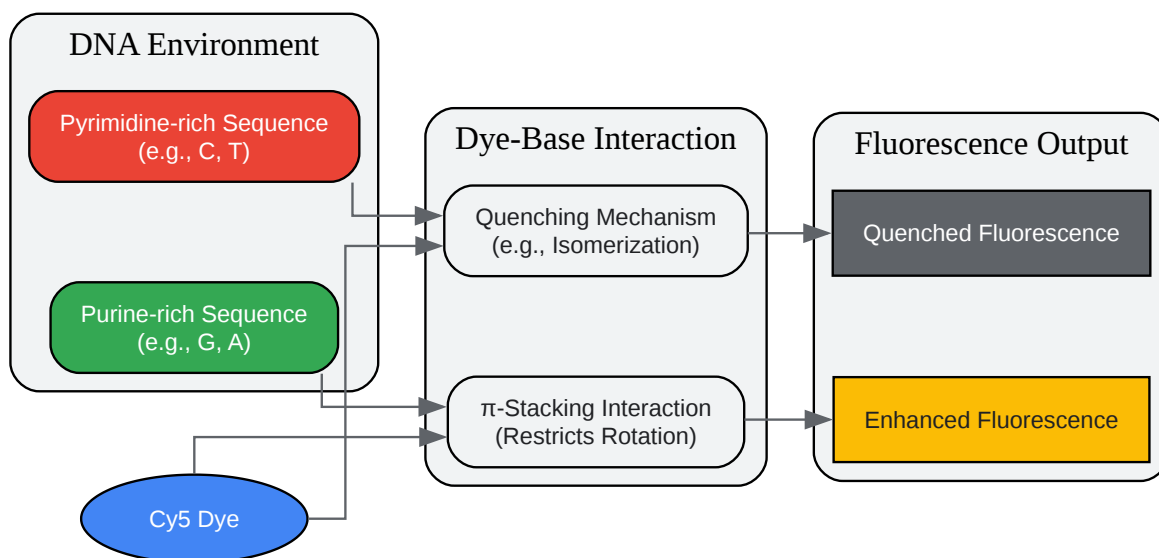 DNA Environment
Pyrimidine-rich Sequence
(e.g., C, T)
Purine-rich Sequence
(e.g., G, A)
Cy5 Dye
Dye-Base Interaction
Quenching Mechanism
(e.g., Isomerization)
π-Stacking Interaction
(Restricts Rotation)
Fluorescence Output
Quenched Fluorescence
Enhanced Fluorescence